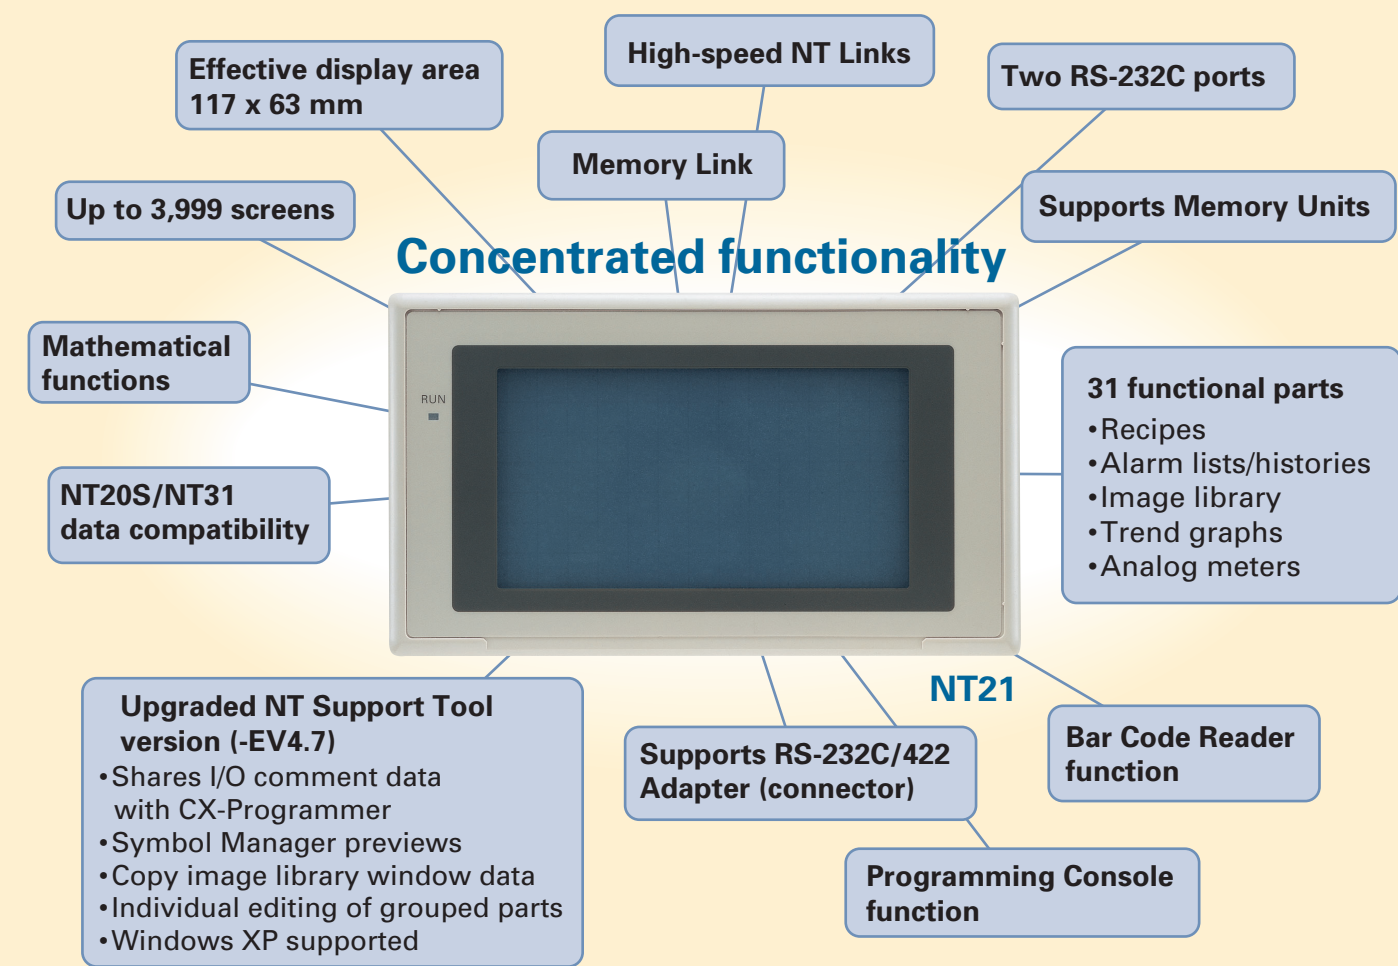 High-speed NT Links
Effective display area
117 x 63 mm
Two RS-232C ports
Memory Link
Up to 3,999 screens
Supports Memory Units
Concentrated functionality
Mathematical
functions
RUN
31 functional parts
•Recipes
•Alarm lists/histories
•Image library
•Trend graphs
•Analog meters
NT20S/NT31
data compatibility
NT21
Upgraded NT Support Tool
version (-EV4.7)
•Shares I/O comment data
with CX-Programmer
•Symbol Manager previews
•Copy image library window data
•Individual editing of grouped parts
•Windows XP supported
Supports RS-232C/422
Adapter (connector)
Bar Code Reader
function
Programming Console
function